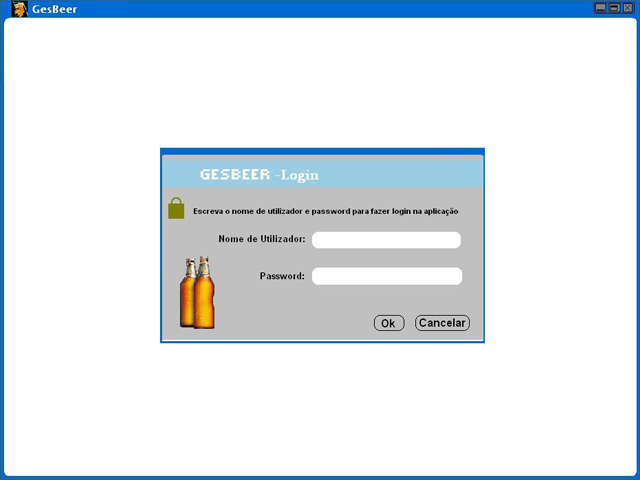 GesBeer
GESBEER -Login
Escreva o nome de utilizador e password para fazer login na aplicação
Nome de Utilizador:
Password:
Ok
Cancelar